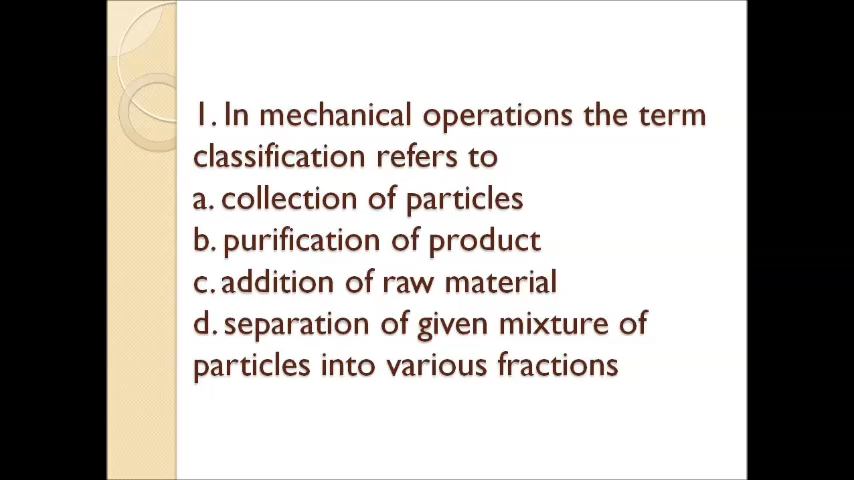 1. In mechanical operations the term
classification refers to
a. collection of particles
b. purification of product
c. addition of raw material
d. separation of given mixture of
particles into various fractions